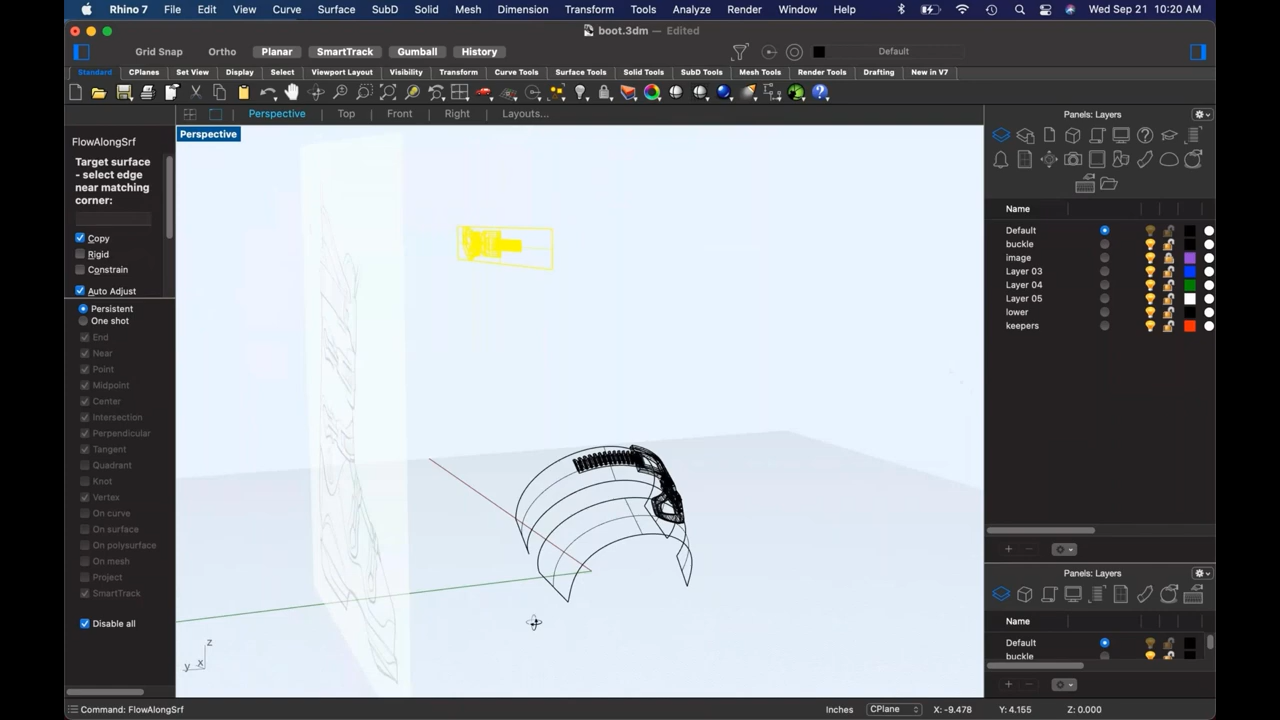 Rhino 7 File Edit View Curve Surface SubD Solid Mesh Dimension Transform Tools Analyze Render Window Help Wed Sep 21 10:20 AM
boot.3dm — Edited
Grid Snap Ortho Planar SmartTrack Gumball History Default
Standard CPlanes Set View Display Select Viewport Layout Visibility Transform Curve Tools Surface Tools Solid Tools SubD Tools Mesh Tools Render Tools Drafting New in V7
Perspective Top Front Right Layouts...
Perspective
FlowAlongSrf
Target surface
- select edge
near matching
corner:
Copy
Rigid
Constrain
Auto Adjust
Persistent
One shot
End
Near
Point
Midpoint
Center
Intersection
Perpendicular
Tangent
Quadrant
Knot
Vertex
On curve
On surface
On polysurface
On mesh
Project
SmartTrack
Disable all
z
y x
Panels: Layers
Name
Default
buckle
image
Layer 03
Layer 04
Layer 05
lower
keepers
Panels: Layers
Name
Default
buckle
Command: FlowAlongSrf Inches CPlane X: -9.478 Y: 4.155 Z: 0.000